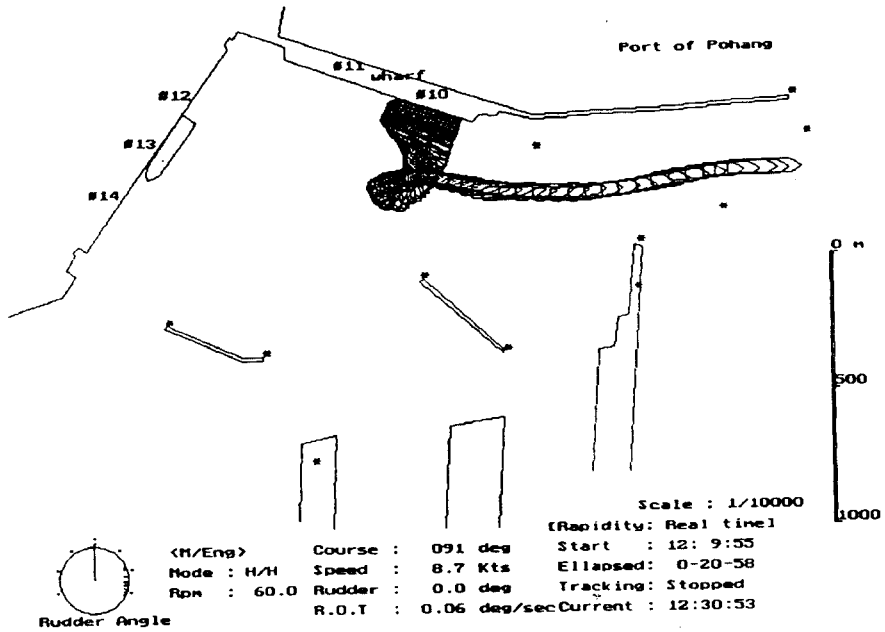 Port of Pohang
#11
wharf
#10
#12
#13
#14
0 M
500
1000
Scale : 1/10000
[Rapidity: Real time]
<M/Eng> Course : 091 deg Start : 12: 9:55
Mode : H/H Speed : 8.7 Kts Ellapsed: 0-20-58
Rpm : 60.0 Rudder : 0.0 deg Tracking: Stopped
R.O.T : 0.06 deg/sec Current : 12:30:53
Rudder Angle